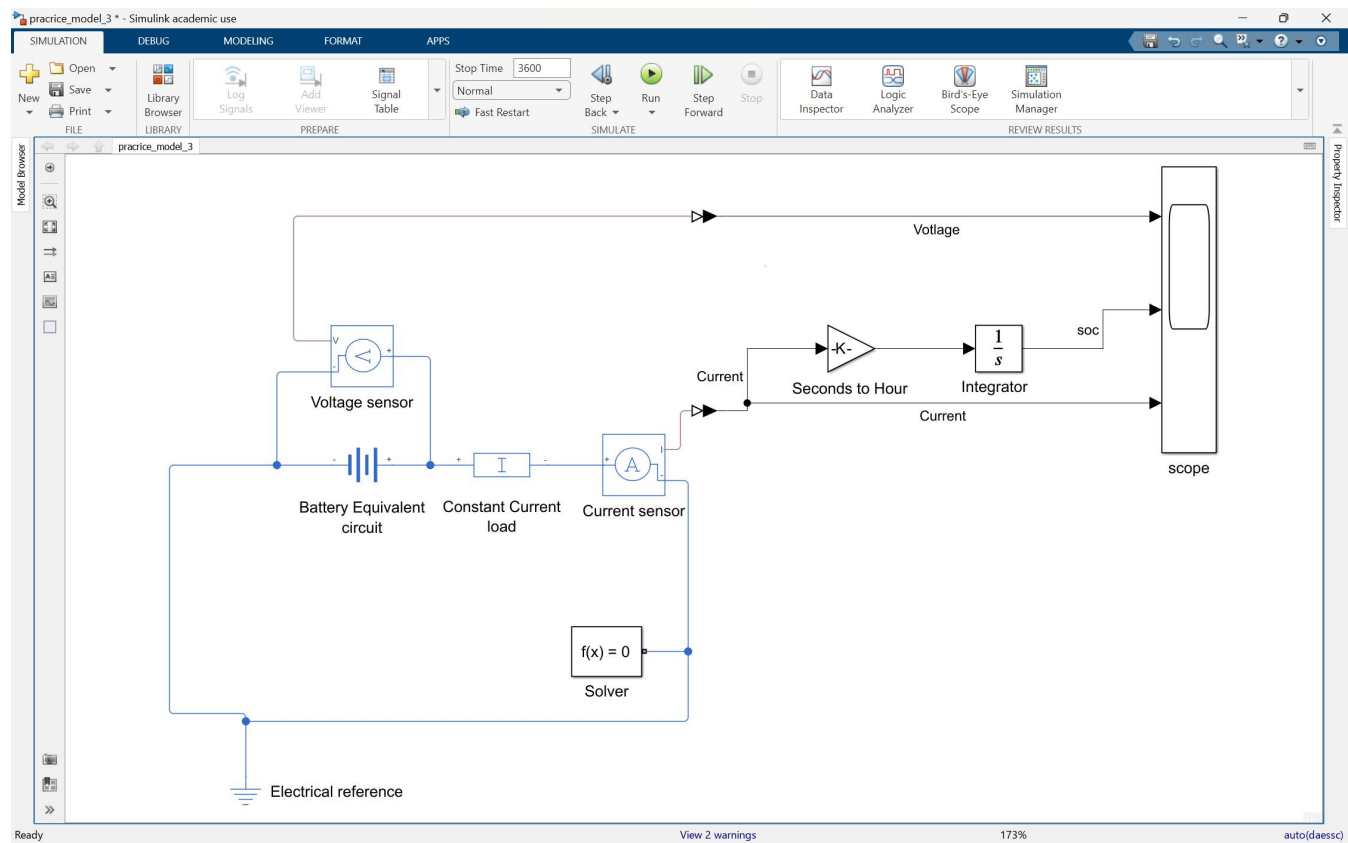 pracrice_model_3 * - Simulink academic use
SIMULATION DEBUG MODELING FORMAT APPS
New
Open
Save
Print
FILE
Library
Browser
LIBRARY
Log
Signals
Add
Viewer
Signal
Table
PREPARE
Stop Time 3600
Normal
Fast Restart
Step
Back
Run
Step
Forward
Stop
SIMULATE
Data
Inspector
Logic
Analyzer
Bird's-Eye
Scope
Simulation
Manager
REVIEW RESULTS
Model Browser
pracrice_model_3
Property Inspector
Votlage
V
-
+
Voltage sensor
Current
-K-
Seconds to Hour
1
s
Integrator
soc
Current
scope
- +
Battery Equivalent
circuit
+ I -
Constant Current
load
+ A I -
Current sensor
f(x) = 0
Solver
Electrical reference
Ready
View 2 warnings
173%
auto(daessc)